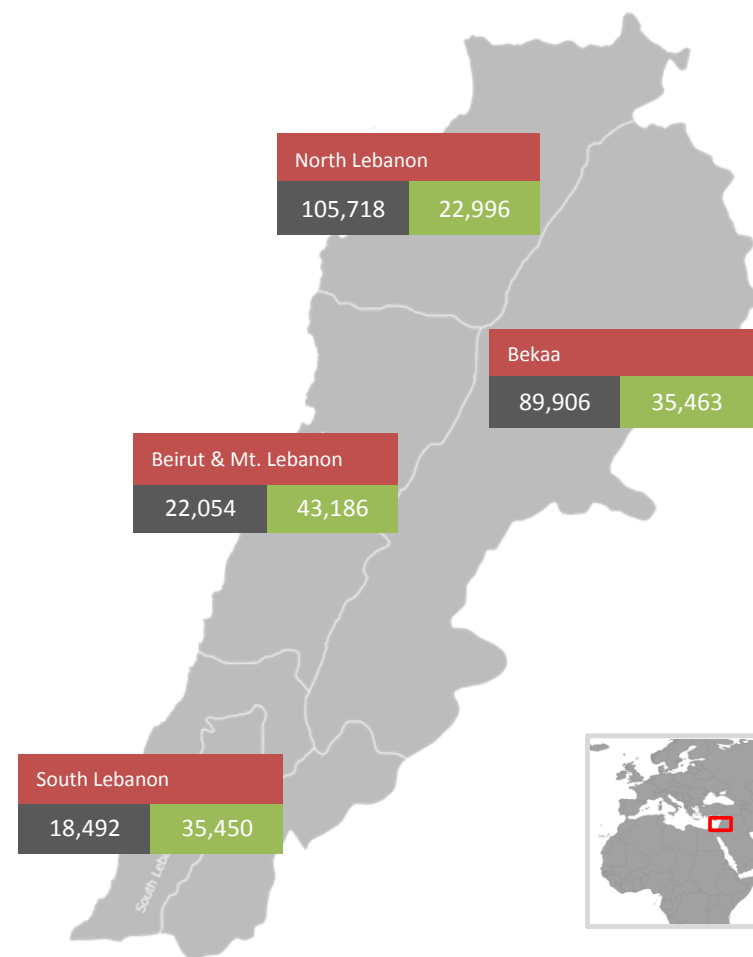 North Lebanon
105,718 22,996
Bekaa
89,906 35,463
Beirut & Mt. Lebanon
22,054 43,186
South Lebanon
18,492 35,450
South